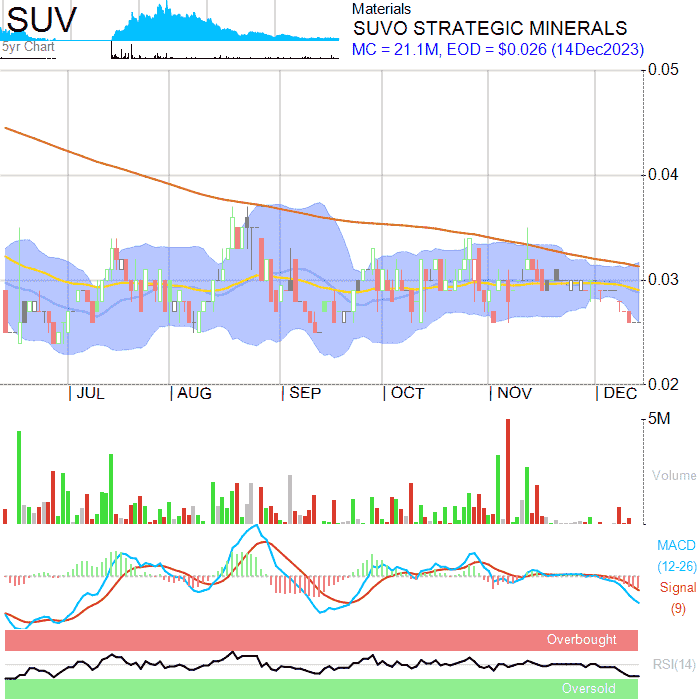 SUV
5yr Chart
Materials
SUVO STRATEGIC MINERALS
MC = 21.1M, EOD = $0.026 (14Dec2023)
0.05
0.04
0.03
0.02
JUL AUG SEP OCT NOV DEC
5M
Volume
MACD
(12-26)
Signal
(9)
Overbought
RSI(14)
Oversold